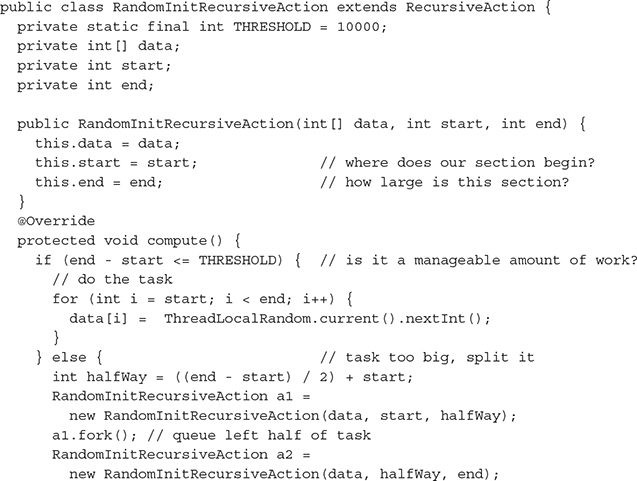 public class RandomInitRecursiveAction extends RecursiveAction {
  private static final int THRESHOLD = 10000;
  private int[] data;
  private int start;
  private int end;

  public RandomInitRecursiveAction(int[] data, int start, int end) {
    this.data = data;
    this.start = start;              // where does our section begin?
    this.end = end;                  // how large is this section?
  }
  @Override
  protected void compute() {
    if (end - start <= THRESHOLD) {  // is it a manageable amount of work?
      // do the task
      for (int i = start; i < end; i++) {
        data[i] =  ThreadLocalRandom.current().nextInt();
      }
    } else {                         // task too big, split it
      int halfWay = ((end - start) / 2) + start;
      RandomInitRecursiveAction a1 =
        new RandomInitRecursiveAction(data, start, halfWay);
      a1.fork(); // queue left half of task
      RandomInitRecursiveAction a2 =
        new RandomInitRecursiveAction(data, halfWay, end);